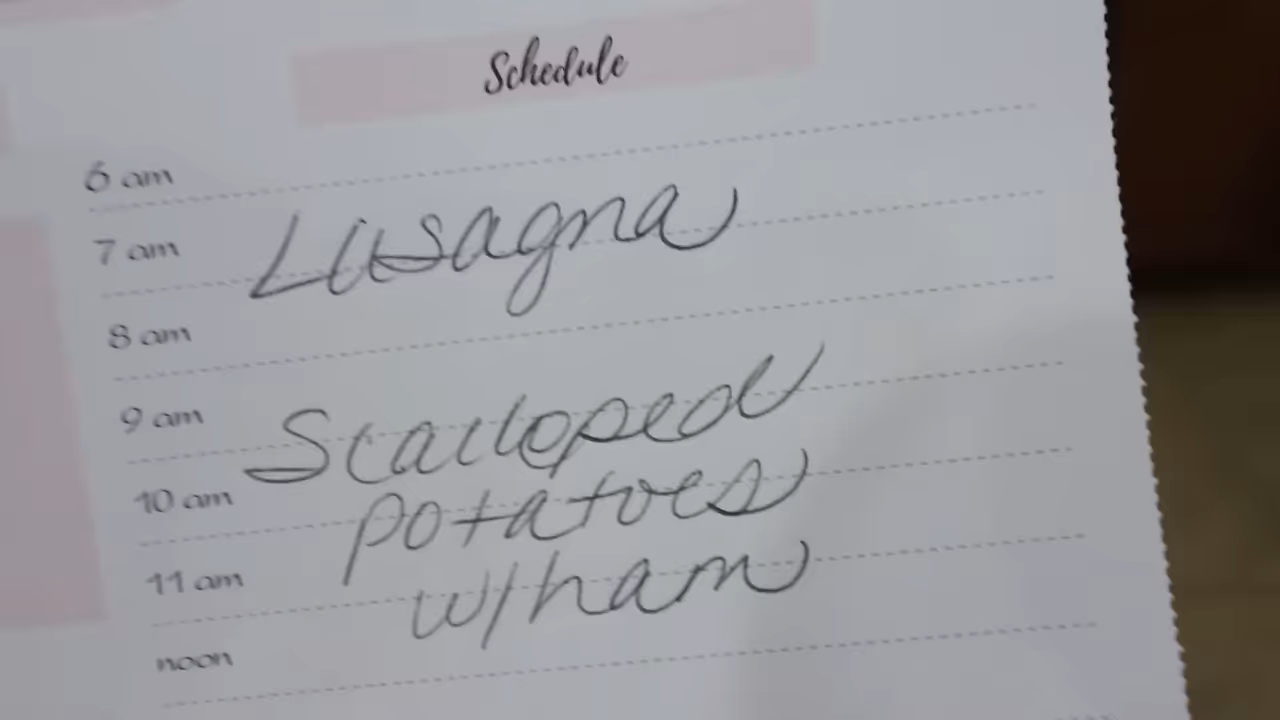 Schedule
6 am
7 am Lasagna
8 am
9 am
Scalloped
10 am
potatoes
11 am
w/ham
noon